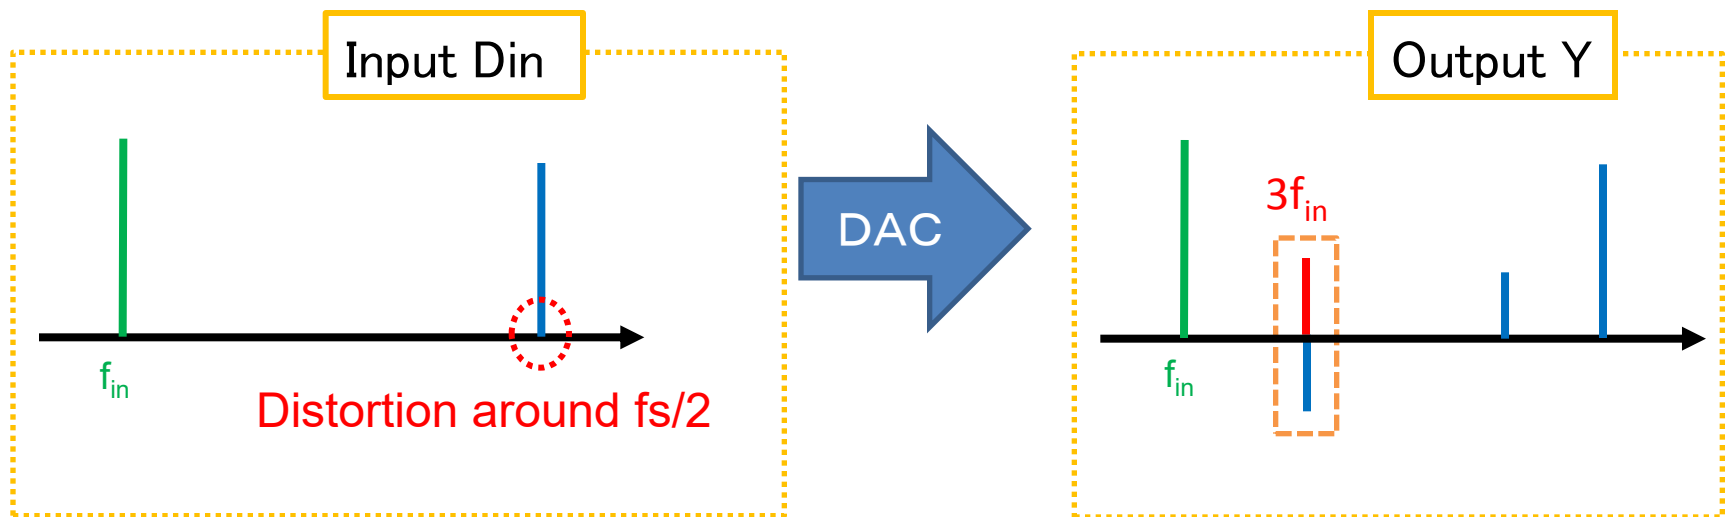 Input Din
Output Y
DAC
3fin
fin
fin
Distortion around fs/2